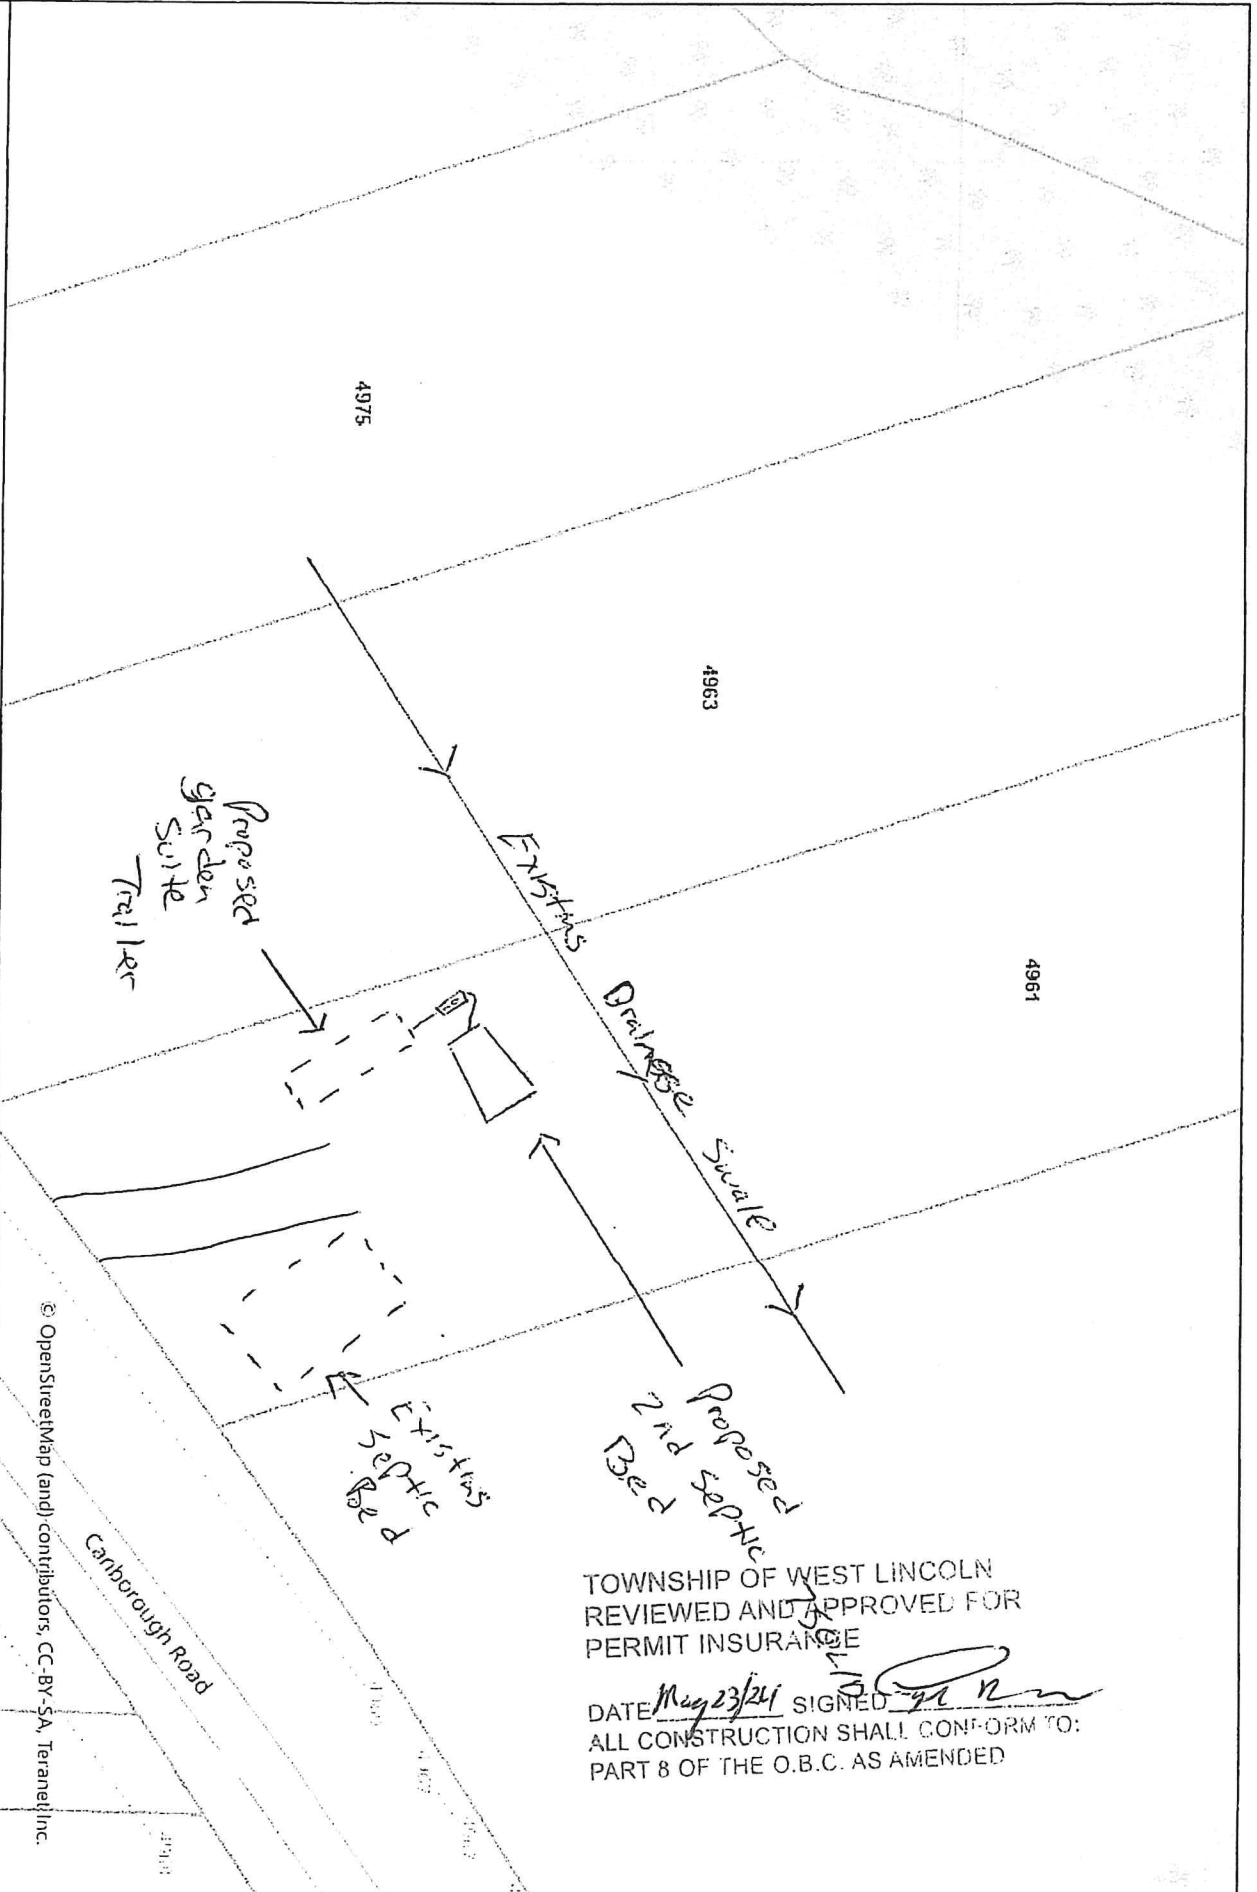 4975
4963
4961
Existing Drainage Swale
Proposed
garden
Suite
Trailer
Proposed
2nd Septic
Bed
Existing
Septic
Bed
TOWNSHIP OF WEST LINCOLN
REVIEWED AND APPROVED FOR
PERMIT INSURANCE
DATE May 23/24 SIGNED
ALL CONSTRUCTION SHALL CONFORM TO:
PART 8 OF THE O.B.C. AS AMENDED
Canborough Road
© OpenStreetMap (and) contributors, CC-BY-SA, Teranet Inc.